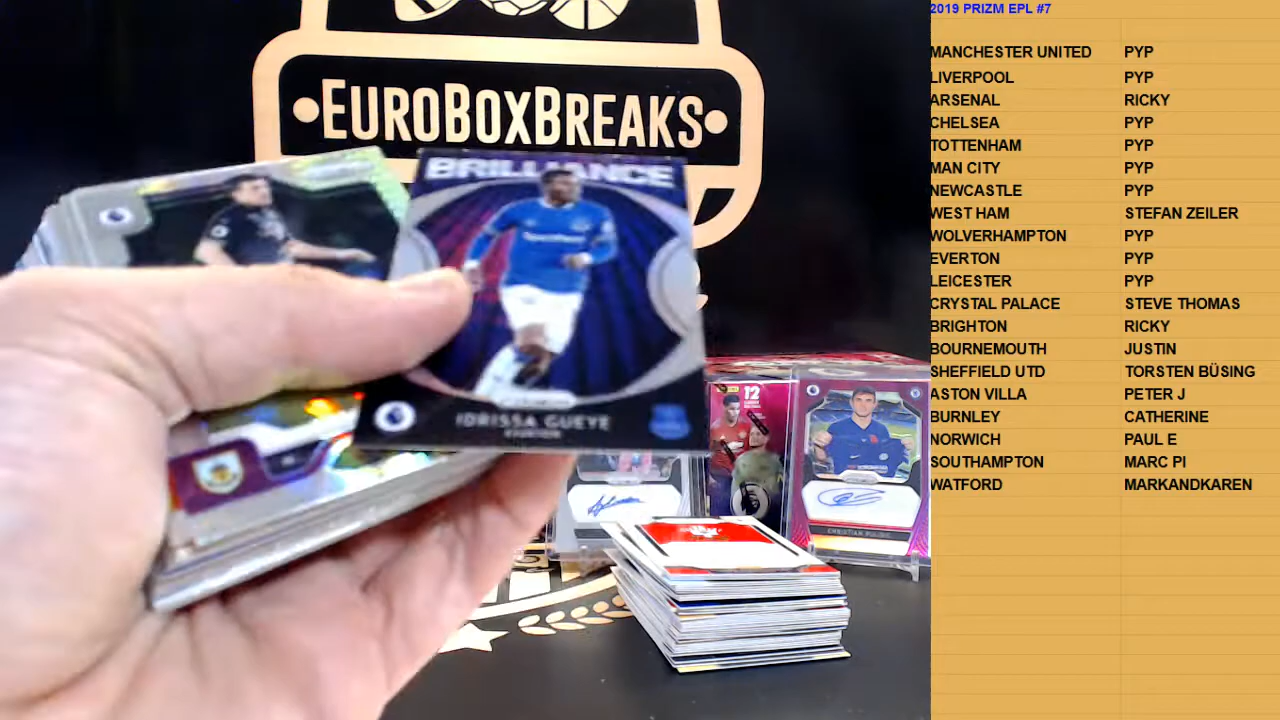 EUROBOXBREAKS
BRILLIANCE
IDRISSA GUEYE
EVERTON
12
CHRISTIAN PULISIC
2019 PRIZM EPL #7
MANCHESTER UNITED PYP
LIVERPOOL PYP
ARSENAL RICKY
CHELSEA PYP
TOTTENHAM PYP
MAN CITY PYP
NEWCASTLE PYP
WEST HAM STEFAN ZEILER
WOLVERHAMPTON PYP
EVERTON PYP
LEICESTER PYP
CRYSTAL PALACE STEVE THOMAS
BRIGHTON RICKY
BOURNEMOUTH JUSTIN
SHEFFIELD UTD TORSTEN BÜSING
ASTON VILLA PETER J
BURNLEY CATHERINE
NORWICH PAUL E
SOUTHAMPTON MARC PI
WATFORD MARKANDKAREN